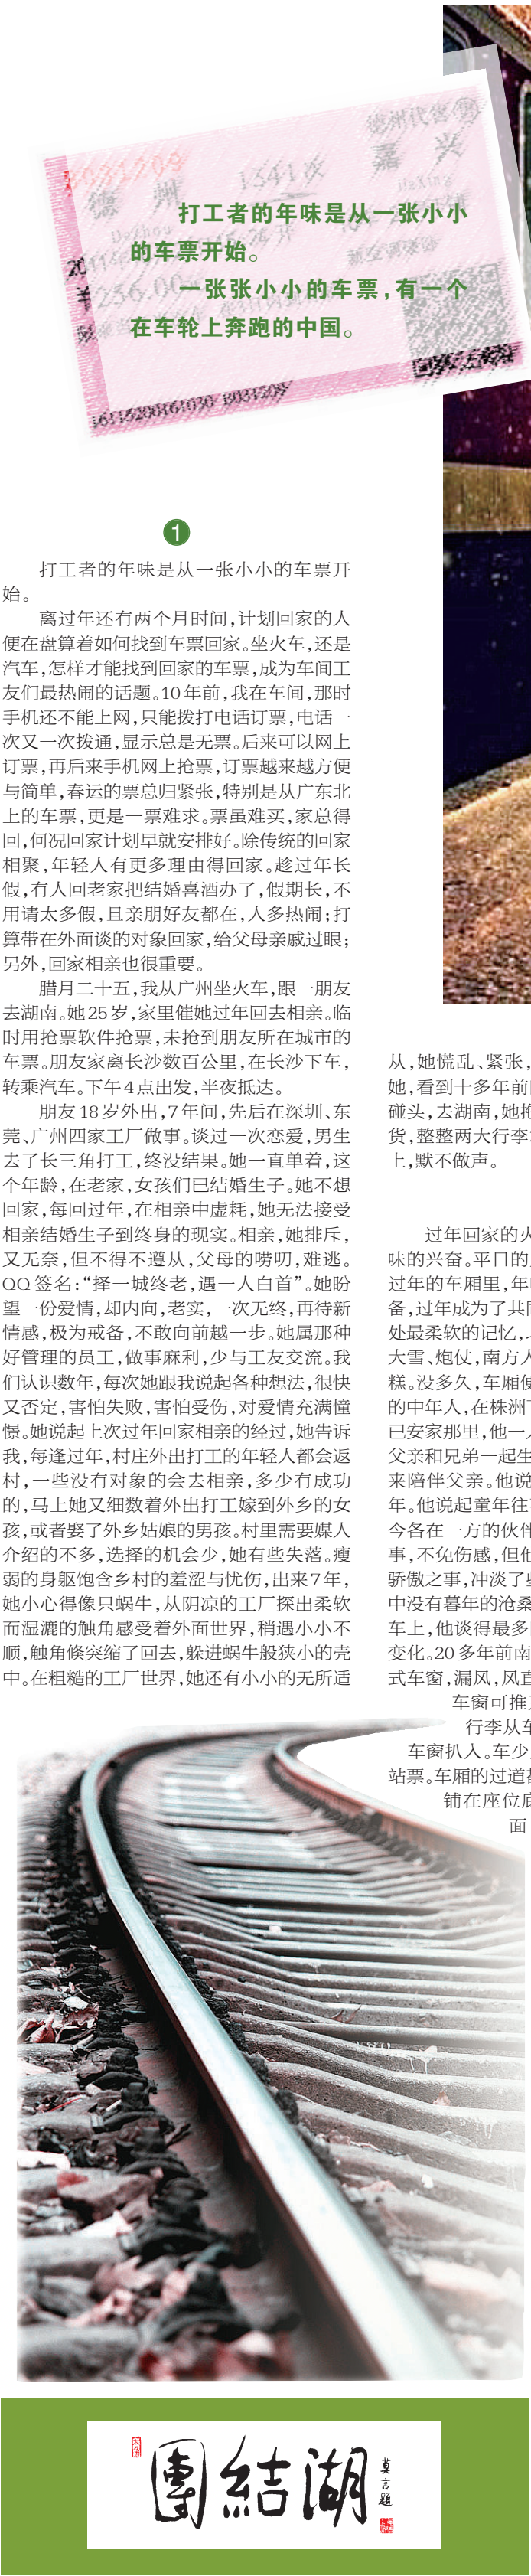 德州代售
1341次
德州
嘉兴
DeZhou
JiaXing
打工者的年味是从一张小小
的车票开始。
一张张小小的车票,有一个
在车轮上奔跑的中国。
1
打工者的年味是从一张小小的车票开
始。
离过年还有两个月时间,计划回家的人
便在盘算着如何找到车票回家。坐火车,还是
汽车,怎样才能找到回家的车票,成为车间工
友们最热闹的话题。10年前,我在车间,那时
手机还不能上网,只能拨打电话订票,电话一
次又一次拨通,显示总是无票。后来可以网上
订票,再后来手机网上抢票,订票越来越方便
与简单,春运的票总归紧张,特别是从广东北
上的车票,更是一票难求。票虽难买,家总得
回,何况回家计划早就安排好。除传统的回家
相聚,年轻人有更多理由得回家。趁过年长
假,有人回老家把结婚喜酒办了,假期长,不
用请太多假,且亲朋好友都在,人多热闹;打
算带在外面谈的对象回家,给父母亲戚过眼;
另外,回家相亲也很重要。
腊月二十五,我从广州坐火车,跟一朋友
去湖南。她25岁,家里催她过年回去相亲。临
时用抢票软件抢票,未抢到朋友所在城市的
车票。朋友家离长沙数百公里,在长沙下车,
转乘汽车。下午4点出发,半夜抵达。
朋友18岁外出,7年间,先后在深圳、东
莞、广州四家工厂做事。谈过一次恋爱,男生
去了长三角打工,终没结果。她一直单着,这
个年龄,在老家,女孩们已结婚生子。她不想
回家,每回过年,在相亲中虚耗,她无法接受
相亲结婚生子到终身的现实。相亲,她排斥,
又无奈,但不得不遵从,父母的唠叨,难逃。
QQ签名:“择一城终老,遇一人白首”。她盼
望一份爱情,却内向,老实,一次无终,再待新
情感,极为戒备,不敢向前越一步。她属那种
好管理的员工,做事麻利,少与工友交流。我
们认识数年,每次她跟我说起各种想法,很快
又否定,害怕失败,害怕受伤,对爱情充满憧
憬。她说起上次过年回家相亲的经过,她告诉
我,每逢过年,村庄外出打工的年轻人都会返
村,一些没有对象的会去相亲,多少有成功
的,马上她又细数着外出打工嫁到外乡的女
孩,或者娶了外乡姑娘的男孩。村里需要媒人
介绍的不多,选择的机会少,她有些失落。瘦
弱的身躯饱含乡村的羞涩与忧伤,出来7年,
她小心得像只蜗牛,从阴凉的工厂探出柔软
而湿漉的触角感受着外面世界,稍遇小小不
顺,触角倏突缩了回去,躲进蜗牛般狭小的壳
中。在粗糙的工厂世界,她还有小小的无所适
从,她慌乱、紧张,
她,看到十多年前
碰头,去湖南,她抱
货,整整两大行李
上,默不做声。
过年回家的火
味的兴奋。平日的
过年的车厢里,年
备,过年成为了共同
处最柔软的记忆,
大雪、炮仗,南方人
糕。没多久,车厢便
的中年人,在株洲下
已安家那里,他一人
父亲和兄弟一起生
来陪伴父亲。他说
年。他说起童年往
今各在一方的伙伴
事,不免伤感,但他
骄傲之事,冲淡了些
中没有暮年的沧桑
车上,他谈得最多
变化。20多年前南
式车窗,漏风,风直
车窗可推开
行李从车
车窗扒入。车少
站票。车厢的过道都
铺在座位底
面
團結湖
莫言題